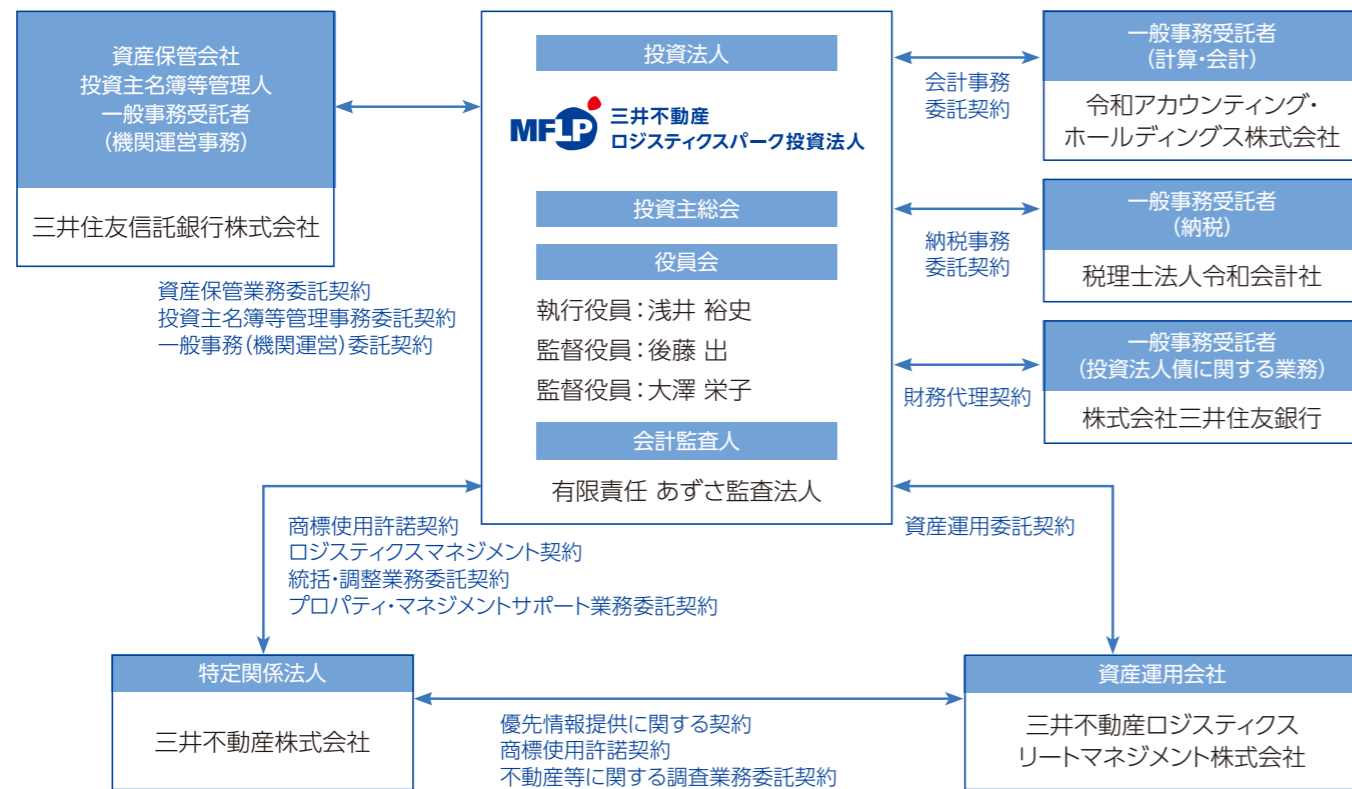 資産保管会社
投資主名簿等管理人
一般事務受託者
(機関運営事務)
三井住友信託銀行株式会社
資産保管業務委託契約
投資主名簿等管理事務委託契約
一般事務(機関運営)委託契約
投資法人
MFLP
三井不動産
ロジスティクスパーク投資法人
投資主総会
役員会
執行役員:浅井 裕史
監督役員:後藤 出
監督役員:大澤 栄子
会計監査人
有限責任 あずさ監査法人
会計事務
委託契約
一般事務受託者
(計算・会計)
令和アカウンティング・
ホールディングス株式会社
納税事務
委託契約
一般事務受託者
(納税)
税理士法人令和会計社
財務代理契約
一般事務受託者
(投資法人債に関する業務)
株式会社三井住友銀行
商標使用許諾契約
ロジスティクスマネジメント契約
統括・調整業務委託契約
プロパティ・マネジメントサポート業務委託契約
資産運用委託契約
特定関係法人
三井不動産株式会社
優先情報提供に関する契約
商標使用許諾契約
不動産等に関する調査業務委託契約
資産運用会社
三井不動産ロジスティクス
リートマネジメント株式会社